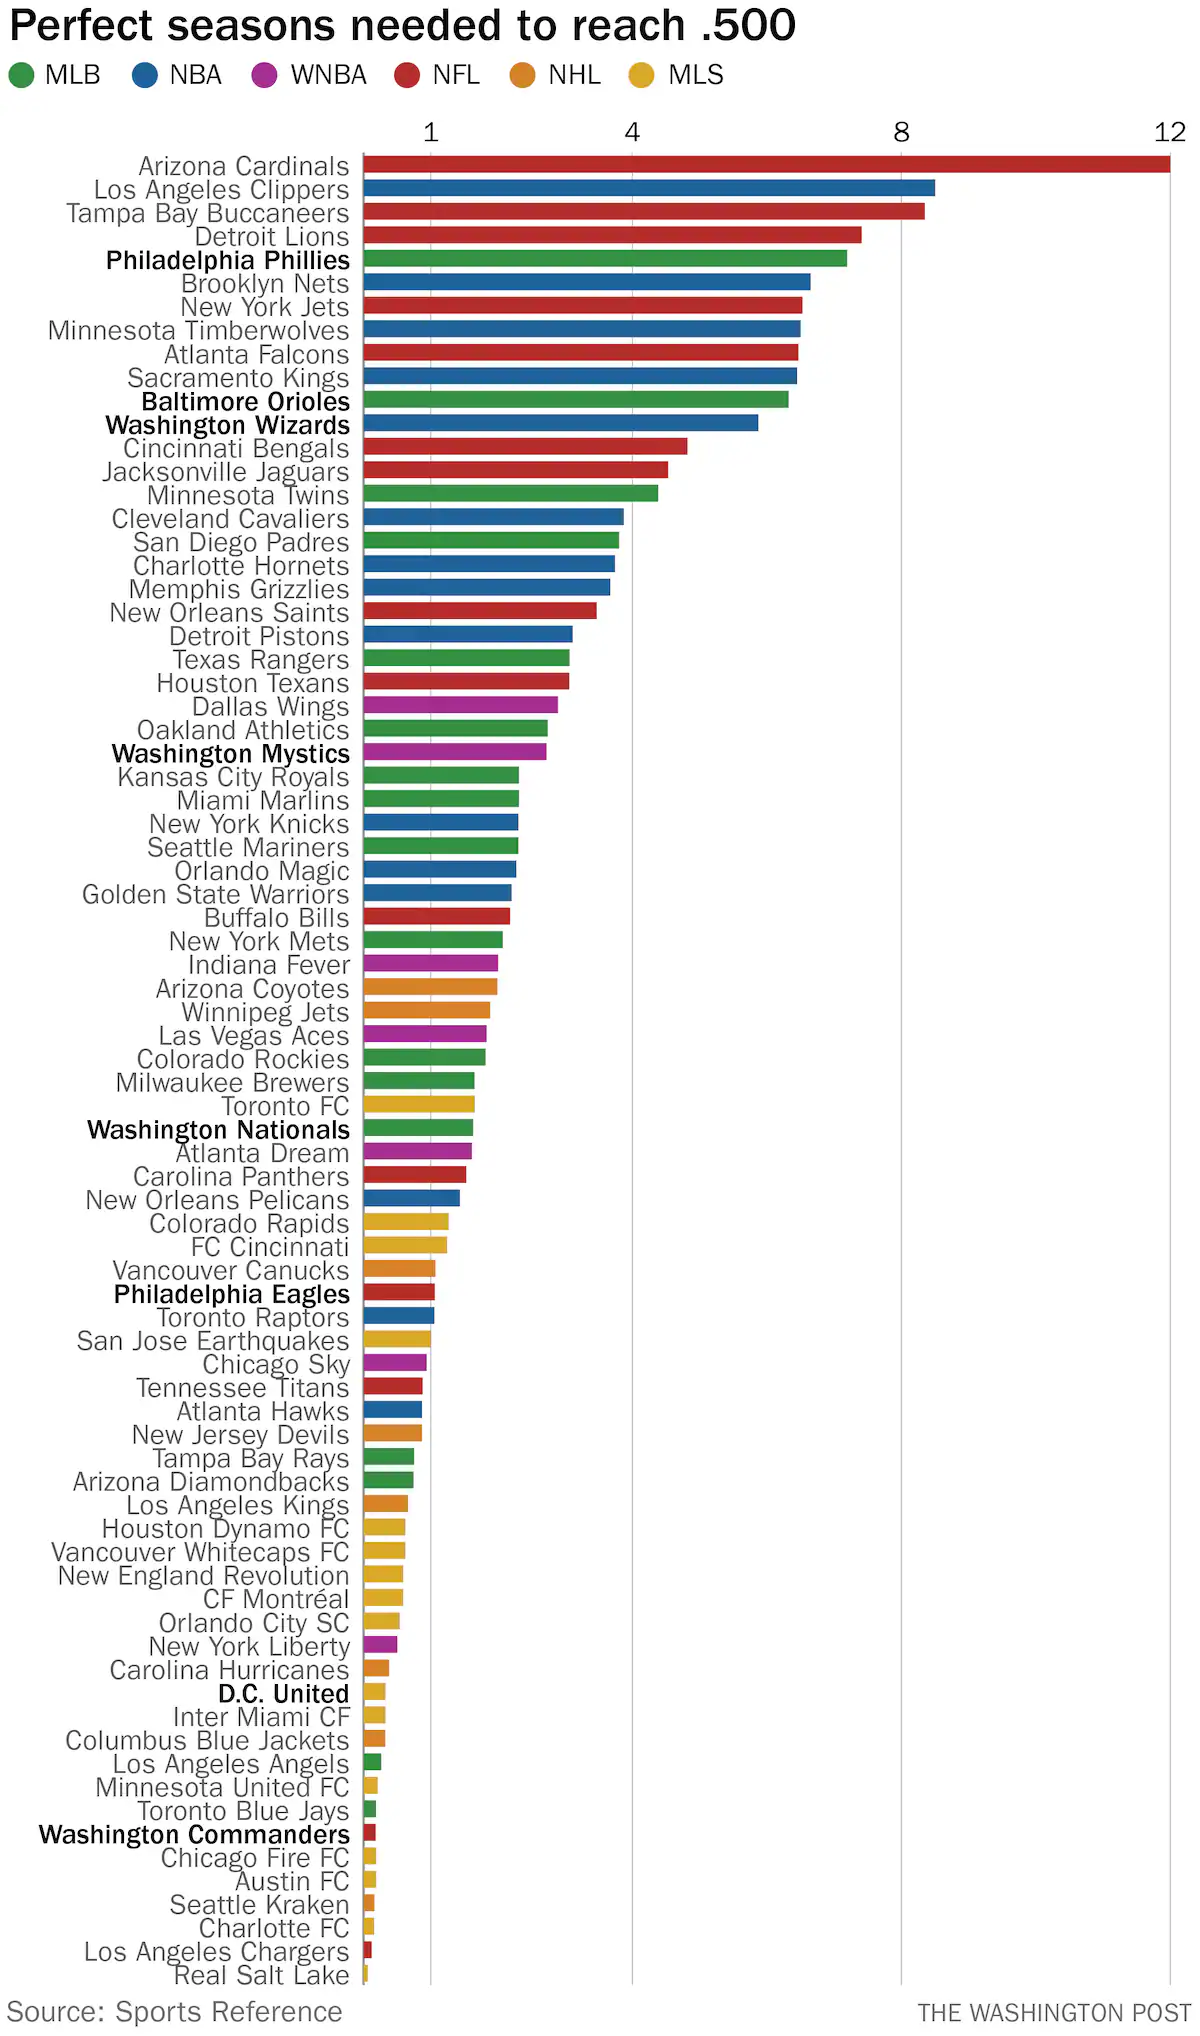 Perfect seasons needed to reach .500
MLB NBA WNBA NFL NHL MLS
1 4 8 12
Arizona Cardinals
Los Angeles Clippers
Tampa Bay Buccaneers
Detroit Lions
Philadelphia Phillies
Brooklyn Nets
New York Jets
Minnesota Timberwolves
Atlanta Falcons
Sacramento Kings
Baltimore Orioles
Washington Wizards
Cincinnati Bengals
Jacksonville Jaguars
Minnesota Twins
Cleveland Cavaliers
San Diego Padres
Charlotte Hornets
Memphis Grizzlies
New Orleans Saints
Detroit Pistons
Texas Rangers
Houston Texans
Dallas Wings
Oakland Athletics
Washington Mystics
Kansas City Royals
Miami Marlins
New York Knicks
Seattle Mariners
Orlando Magic
Golden State Warriors
Buffalo Bills
New York Mets
Indiana Fever
Arizona Coyotes
Winnipeg Jets
Las Vegas Aces
Colorado Rockies
Milwaukee Brewers
Toronto FC
Washington Nationals
Atlanta Dream
Carolina Panthers
New Orleans Pelicans
Colorado Rapids
FC Cincinnati
Vancouver Canucks
Philadelphia Eagles
Toronto Raptors
San Jose Earthquakes
Chicago Sky
Tennessee Titans
Atlanta Hawks
New Jersey Devils
Tampa Bay Rays
Arizona Diamondbacks
Los Angeles Kings
Houston Dynamo FC
Vancouver Whitecaps FC
New England Revolution
CF Montréal
Orlando City SC
New York Liberty
Carolina Hurricanes
D.C. United
Inter Miami CF
Columbus Blue Jackets
Los Angeles Angels
Minnesota United FC
Toronto Blue Jays
Washington Commanders
Chicago Fire FC
Austin FC
Seattle Kraken
Charlotte FC
Los Angeles Chargers
Real Salt Lake
Source: Sports Reference
THE WASHINGTON POST